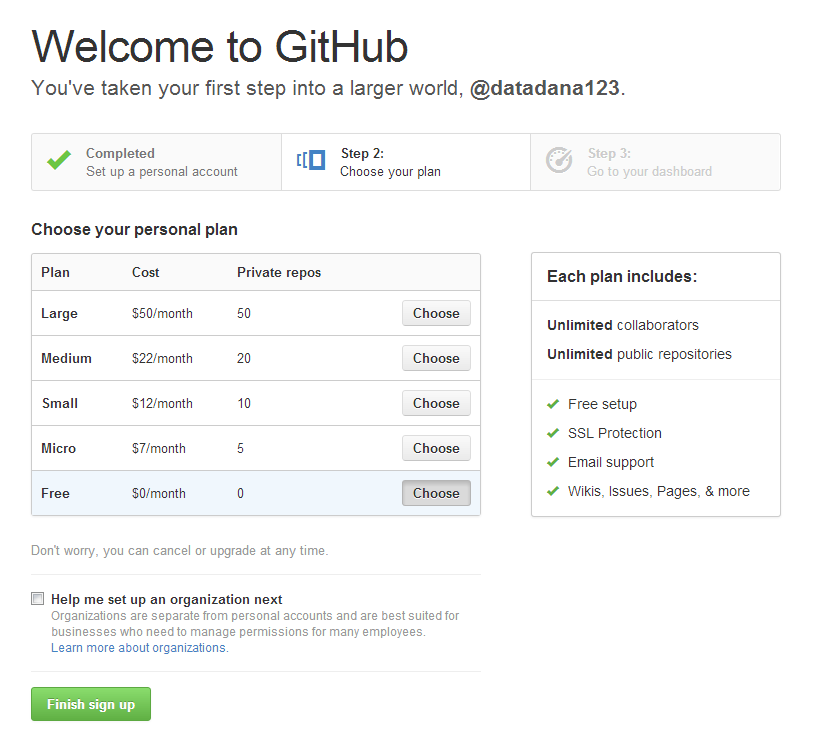 Welcome to GitHub
You've taken your first step into a larger world, @datadana123.
Completed
Set up a personal account
Step 2:
Choose your plan
Step 3:
Go to your dashboard
Choose your personal plan
Plan Cost Private repos
Large $50/month 50 Choose
Medium $22/month 20 Choose
Small $12/month 10 Choose
Micro $7/month 5 Choose
Free $0/month 0 Choose
Each plan includes:
Unlimited collaborators
Unlimited public repositories
Free setup
SSL Protection
Email support
Wikis, Issues, Pages, & more
Don't worry, you can cancel or upgrade at any time.
Help me set up an organization next
Organizations are separate from personal accounts and are best suited for
businesses who need to manage permissions for many employees.
Learn more about organizations.
Finish sign up